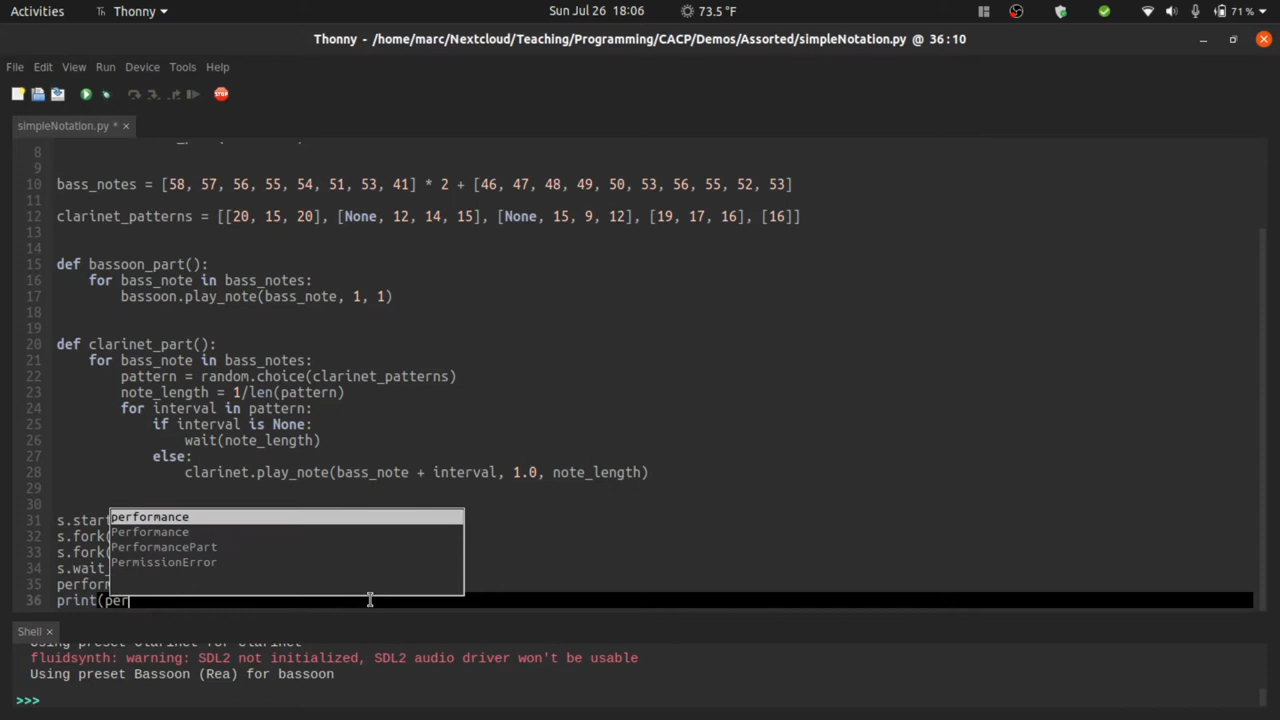 Activities Thonny Sun Jul 26 18:06 73.5 °F 71 %
Thonny - /home/marc/Nextcloud/Teaching/Programming/CACP/Demos/Assorted/simpleNotation.py @ 36:10
File Edit View Run Device Tools Help
STOP
simpleNotation.py *
8
9
10 bass_notes = [58, 57, 56, 55, 54, 51, 53, 41] * 2 + [46, 47, 48, 49, 50, 53, 56, 55, 52, 53]
11
12 clarinet_patterns = [[20, 15, 20], [None, 12, 14, 15], [None, 15, 9, 12], [19, 17, 16], [16]]
13
14
15 def bassoon_part():
16 for bass_note in bass_notes:
17 bassoon.play_note(bass_note, 1, 1)
18
19
20 def clarinet_part():
21 for bass_note in bass_notes:
22 pattern = random.choice(clarinet_patterns)
23 note_length = 1/len(pattern)
24 for interval in pattern:
25 if interval is None:
26 wait(note_length)
27 else:
28 clarinet.play_note(bass_note + interval, 1.0, note_length)
29
30
31 s.start
32 s.fork(
33 s.fork(
34 s.wait_
35 perform
36 print(per
performance
Performance
PerformancePart
PermissionError
Shell
Using preset Clarinet for clarinet
fluidsynth: warning: SDL2 not initialized, SDL2 audio driver won't be usable
Using preset Bassoon (Rea) for bassoon
>>>